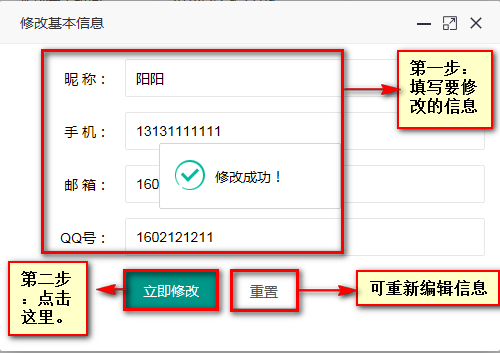 修改基本信息
昵 称： 阳阳
第一步：
填写要修
改的信息
手 机： 13131111111
修改成功！
邮 箱： 160
QQ号： 1602121211
第二步
：点击
这里。
立即修改
重置
可重新编辑信息